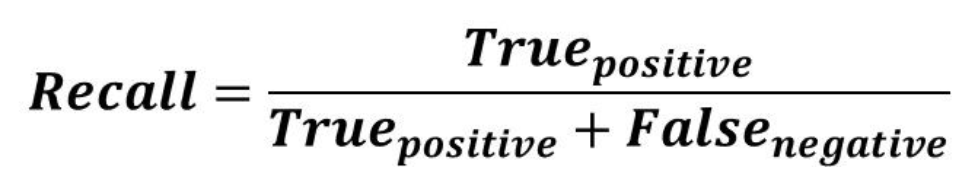 Recall = True_positive / True_positive + False_negative